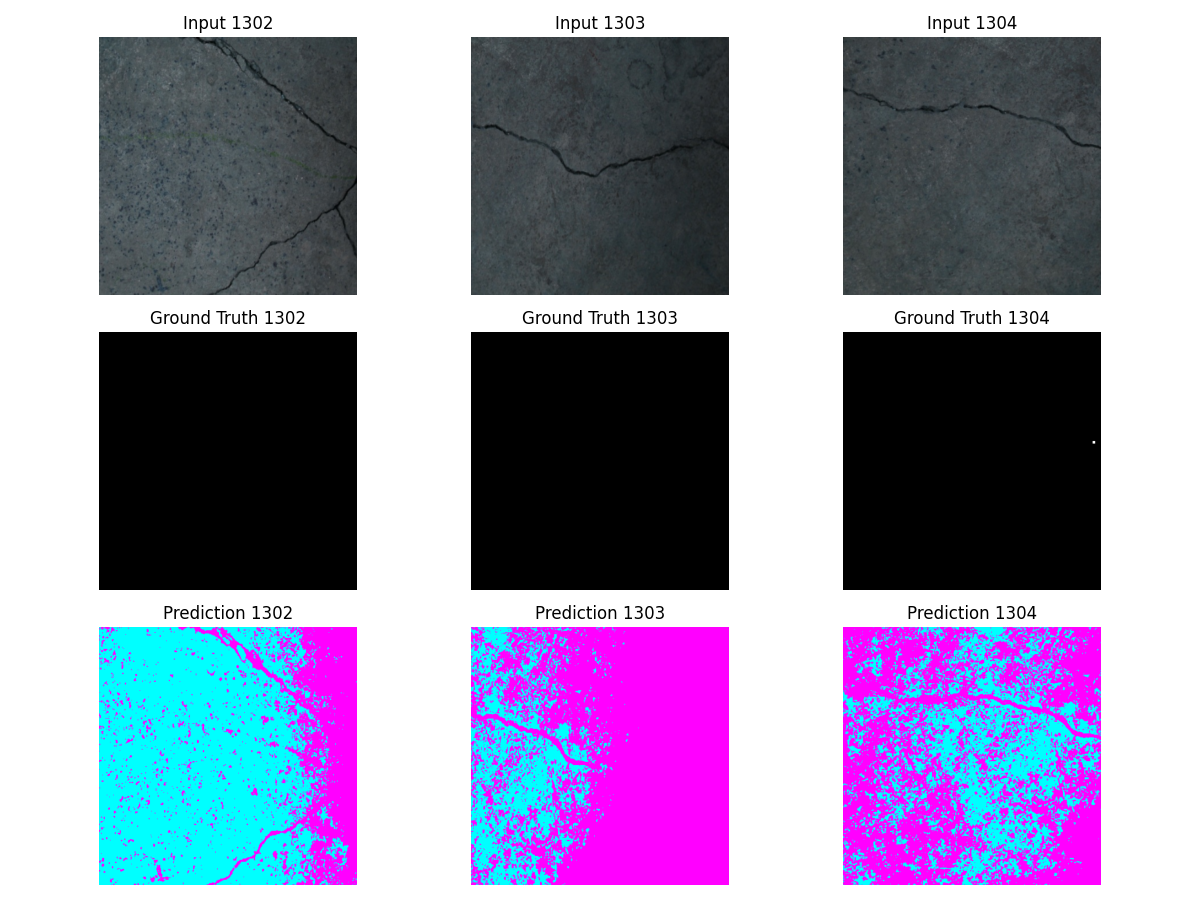 Input 1302
Input 1303
Input 1304
Ground Truth 1302
Ground Truth 1303
Ground Truth 1304
Prediction 1302
Prediction 1303
Prediction 1304